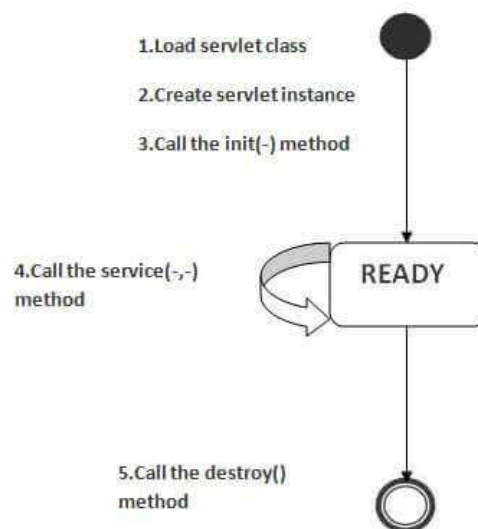 1.Load servlet class
2.Create servlet instance
3.Call the init(-) method
4.Call the service(-,-)
method
READY
5.Call the destroy()
method